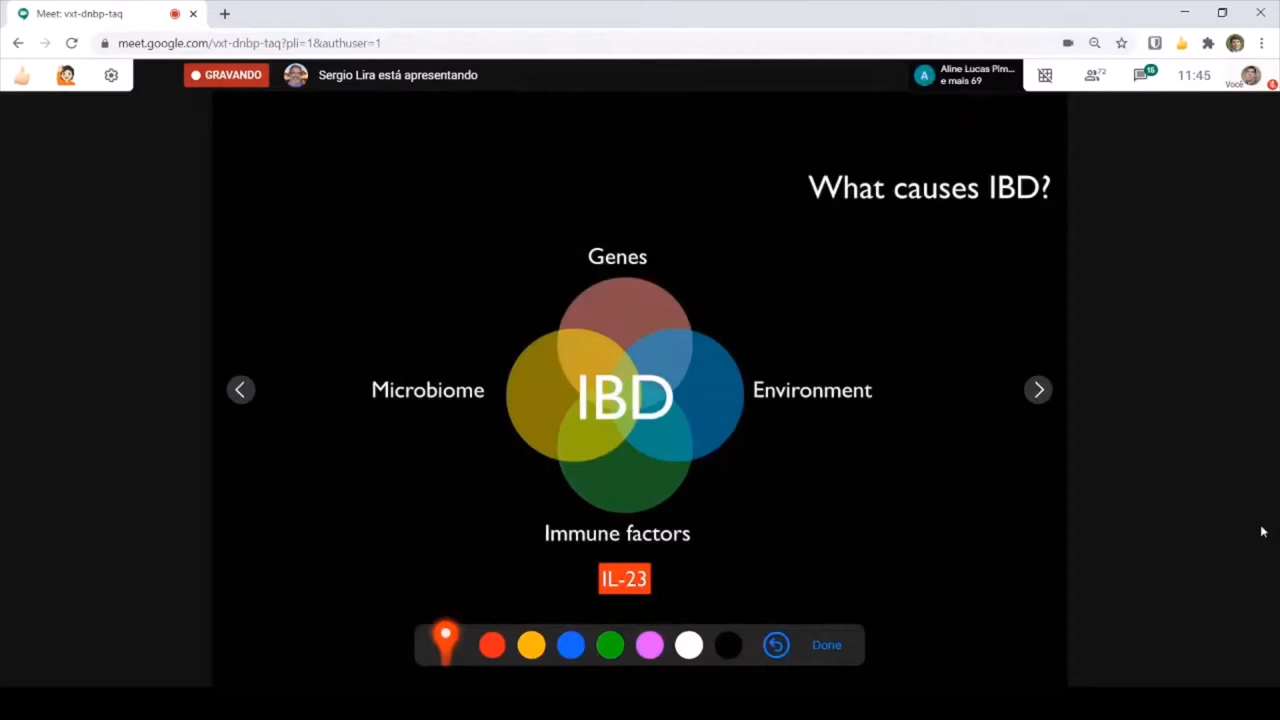 Meet: vxt-dnbp-taq
meet.google.com/vxt-dnbp-taq?pli=1&authuser=1
GRAVANDO
Sergio Lira está apresentando
A
Aline Lucas Pim...
e mais 69
72
15
11:45
Você
What causes IBD?
Genes
Microbiome
IBD
Environment
Immune factors
IL-23
Done